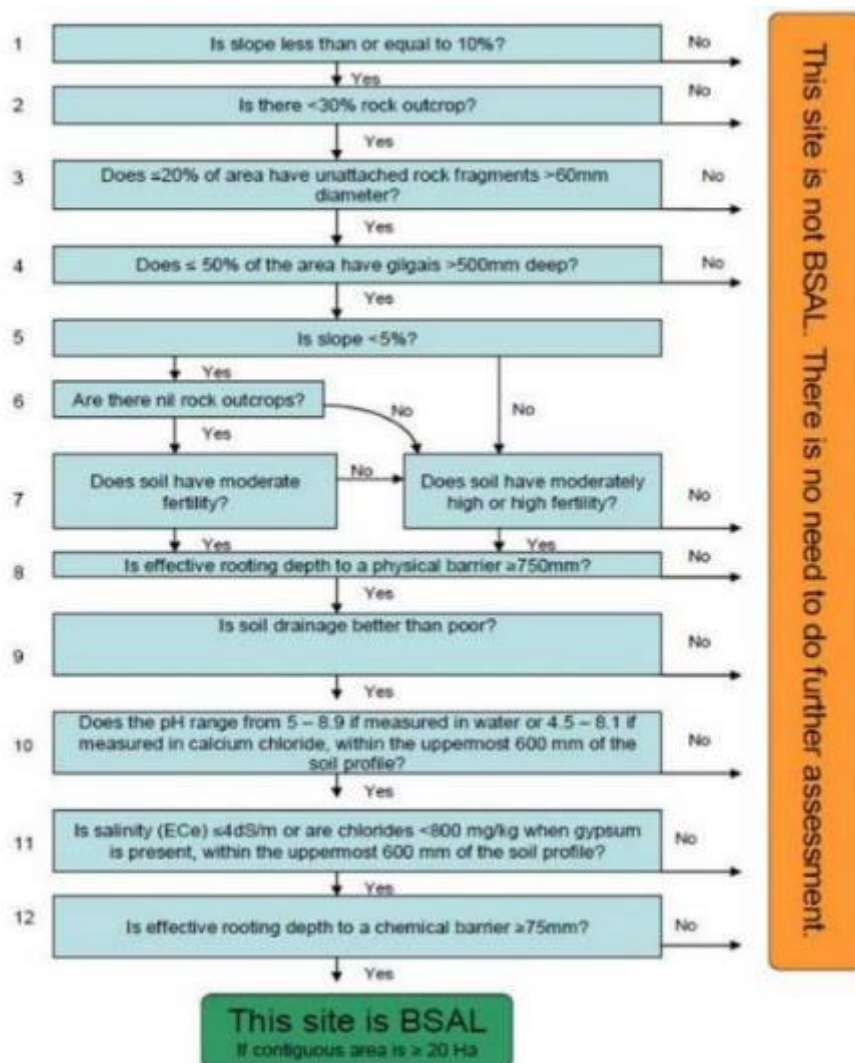 1
Is slope less than or equal to 10%?
No
Yes
2
Is there <30% rock outcrop?
No
Yes
3
Does ≤20% of area have unattached rock fragments >60mm
diameter?
No
Yes
4
Does ≤ 50% of the area have gilgais >500mm deep?
No
Yes
5
Is slope <5%?
Yes
No
6
Are there nil rock outcrops?
No
Yes
7
Does soil have moderate
fertility?
No
Does soil have moderately
high or high fertility?
No
Yes
Yes
8
Is effective rooting depth to a physical barrier ≥750mm?
No
Yes
9
Is soil drainage better than poor?
No
Yes
10
Does the pH range from 5 – 8.9 if measured in water or 4.5 – 8.1 if
measured in calcium chloride, within the uppermost 600 mm of the
soil profile?
No
Yes
11
Is salinity (ECe) ≤4dS/m or are chlorides <800 mg/kg when gypsum
is present, within the uppermost 600 mm of the soil profile?
No
Yes
12
Is effective rooting depth to a chemical barrier ≥75mm?
No
Yes
This site is BSAL
If contiguous area is ≥ 20 Ha
This site is not BSAL. There is no need to do further assessment.